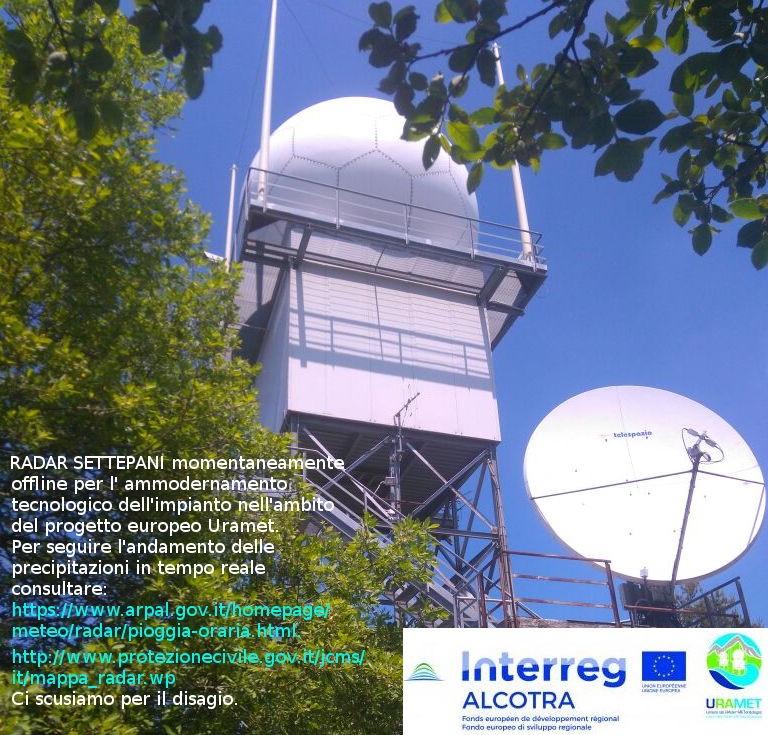 telespazio
RADAR SETTEPANI momentaneamente
offline per l' ammodernamento
tecnologico dell'impianto nell'ambito
del progetto europeo Uramet.
Per seguire l'andamento delle
precipitazioni in tempo reale
consultare:
https://www.arpal.gov.it/homepage/
meteo/radar/pioggia-oraria.html.
http://www.protezionecivile.gov.it/jcms/
it/mappa_radar.wp
Ci scusiamo per il disagio.
Interreg
ALCOTRA
Fonds européen de développement régional
Fondo europeo di sviluppo regionale
UNION EUROPÉENNE
UNIONE EUROPEA
URAMET